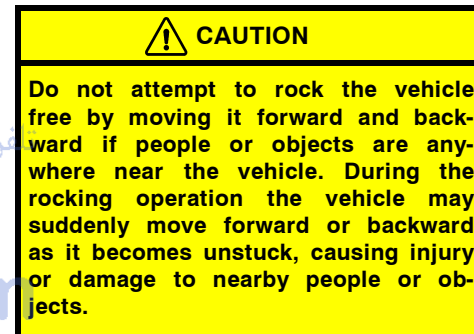 CAUTION
Do not attempt to rock the vehicle
free by moving it forward and back-
ward if people or objects are any-
where near the vehicle. During the
rocking operation the vehicle may
suddenly move forward or backward
as it becomes unstuck, causing injury
or damage to nearby people or ob-
jects.